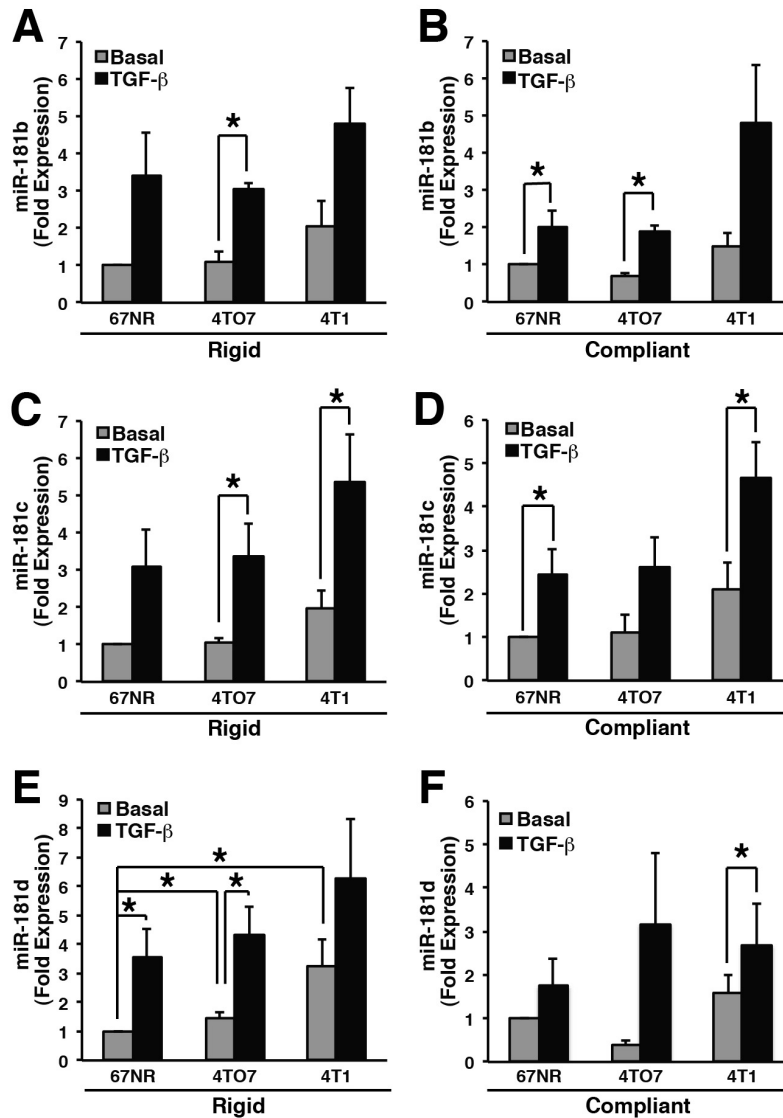 A
miR-181b
(Fold Expression)
7
6
5
4
3
2
1
0
Basal
TGF-β
*
67NR 4TO7 4T1
Rigid
B
miR-181b
(Fold Expression)
7
6
5
4
3
2
1
0
Basal
TGF-β
* *
67NR 4TO7 4T1
Compliant
C
miR-181c
(Fold Expression)
7
6
5
4
3
2
1
0
Basal
TGF-β
* *
67NR 4TO7 4T1
Rigid
D
miR-181c
(Fold Expression)
6
5
4
3
2
1
0
Basal
TGF-β
* *
67NR 4TO7 4T1
Compliant
E
miR-181d
(Fold Expression)
9
8
7
6
5
4
3
2
1
0
Basal
TGF-β
*
* *
*
67NR 4TO7 4T1
Rigid
F
miR-181d
(Fold Expression)
6
5
4
3
2
1
0
Basal
TGF-β
*
67NR 4TO7 4T1
Compliant